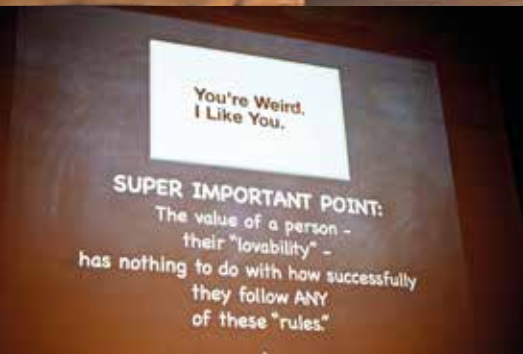 You're Weird.
I Like You.
SUPER IMPORTANT POINT:
The value of a person -
their "lovability" -
has nothing to do with how successfully
they follow ANY
of these "rules."